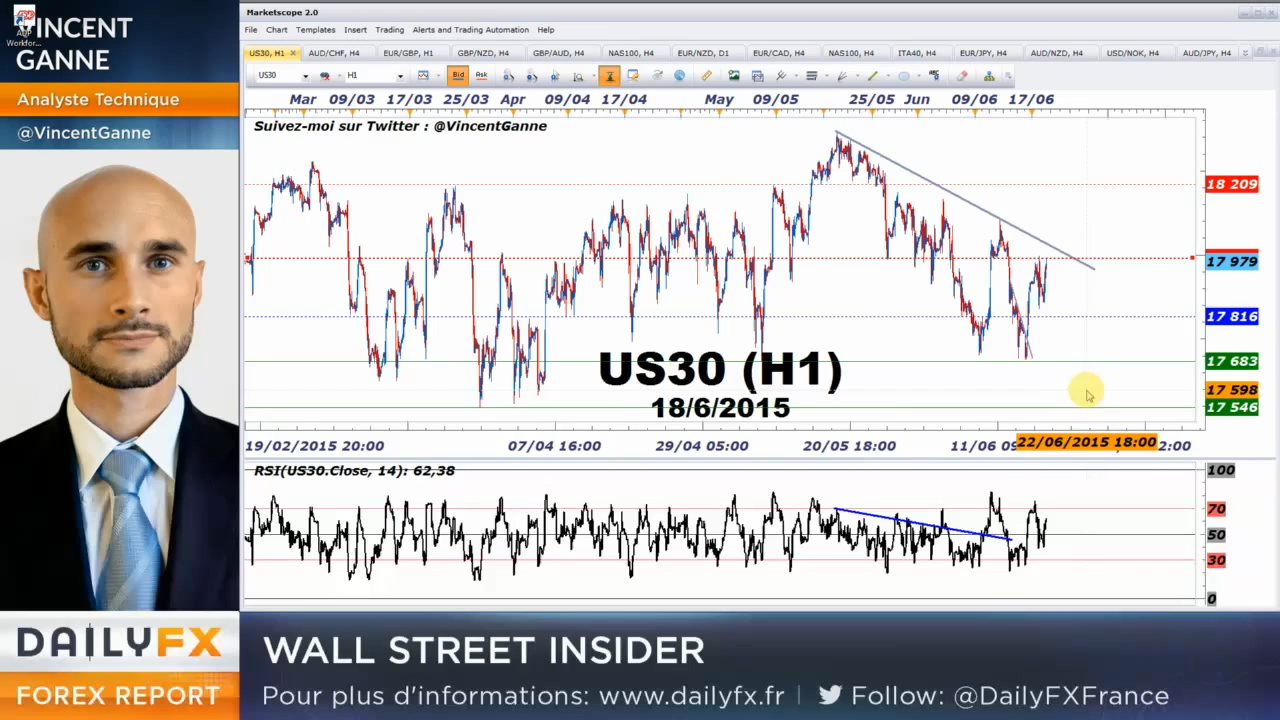 VINCENT
GANNE
Analyste Technique
@VincentGanne
Marketscope 2.0
File Chart Templates Insert Trading Alerts and Trading Automation Help
US30, H1 AUD/CHF, H4 EUR/GBP, H1 GBP/NZD, H4 GBP/AUD, H4 NAS100, H4 EUR/NZD, D1 EUR/CAD, H4 NAS100, H4 ITA40, H4 EUR/JPY, H4 AUD/NZD, H4 USD/NOK, H4 AUD/JPY, H4
US30 H1 Bid Ask
Mar 09/03 17/03 25/03 Apr 09/04 17/04 May 09/05 25/05 Jun 09/06 17/06
Suivez-moi sur Twitter : @VincentGanne
18 209
17 979
17 816
17 683
17 598
17 546
US30 (H1)
18/6/2015
19/02/2015 20:00 07/04 16:00 29/04 05:00 20/05 18:00 11/06 22/06/2015 18:00
RSI(US30.Close, 14): 62,38
100
70
50
30
0
DAILYFX
FOREX REPORT
WALL STREET INSIDER
Pour plus d'informations: www.dailyfx.fr | Follow: @DailyFXFrance